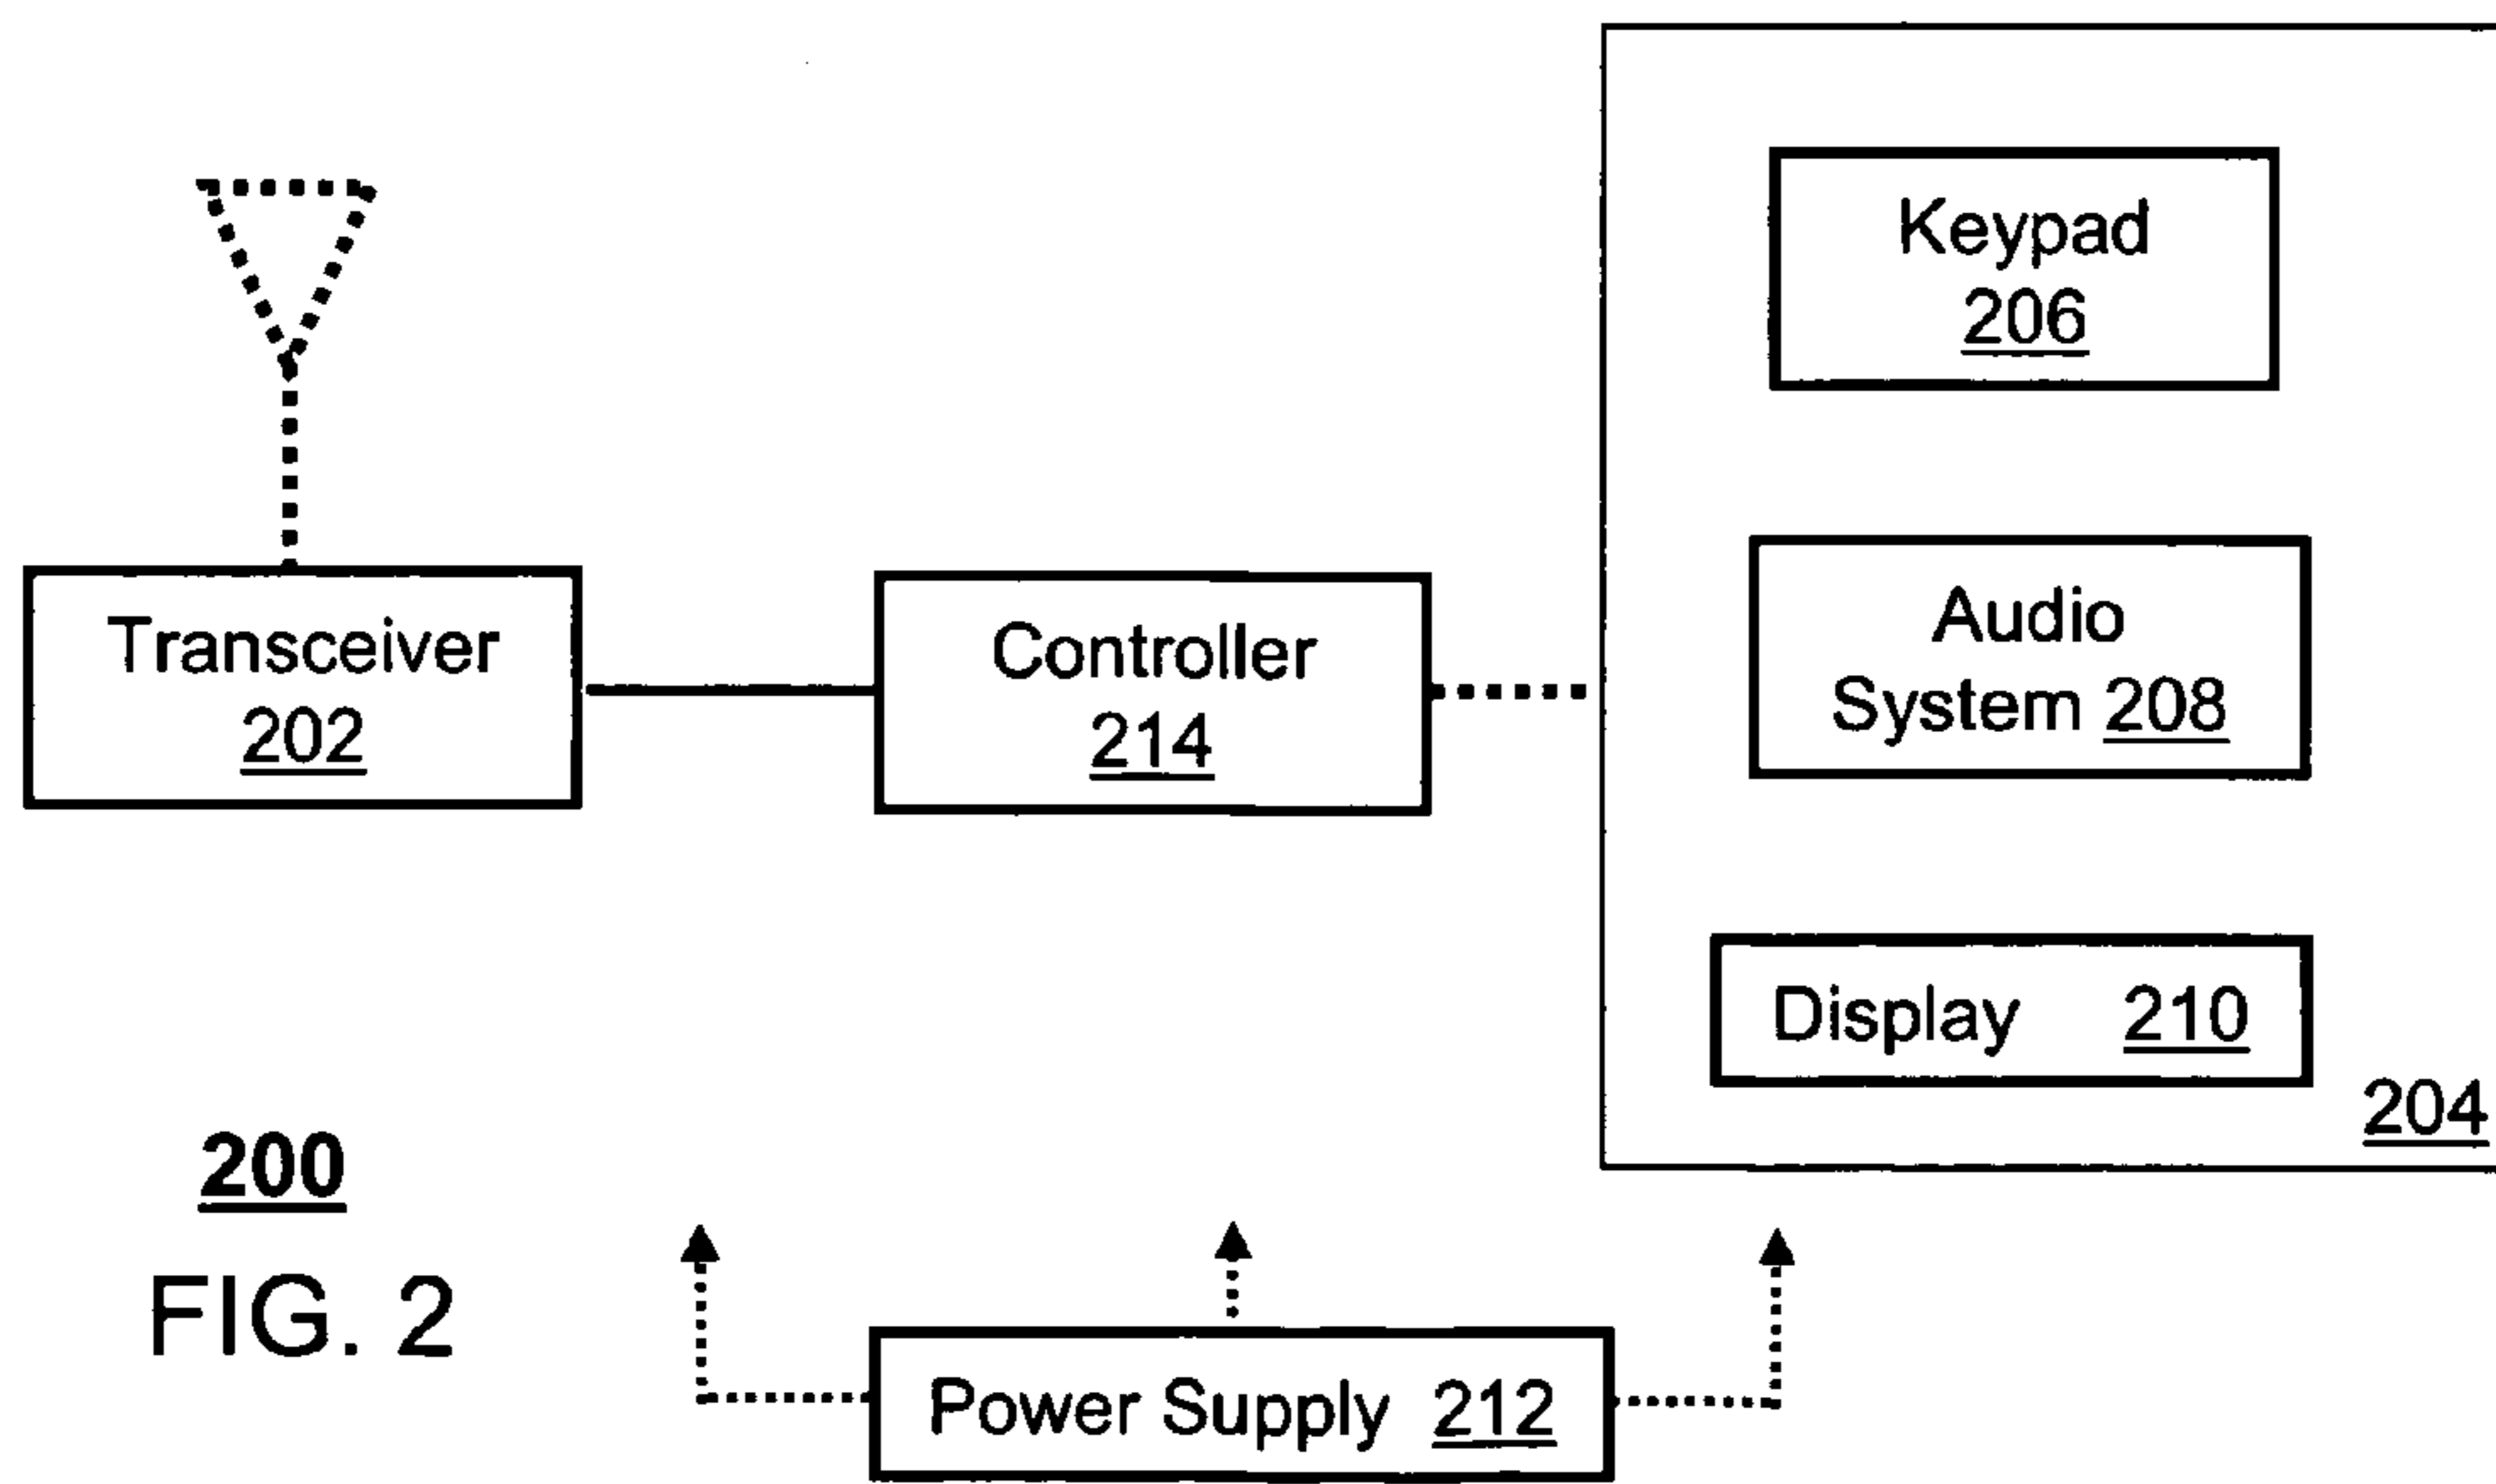 Keypad
206
Transceiver
202
Controller
214
Audio
System 208
Display 210
204
200
FIG. 2
Power Supply 212